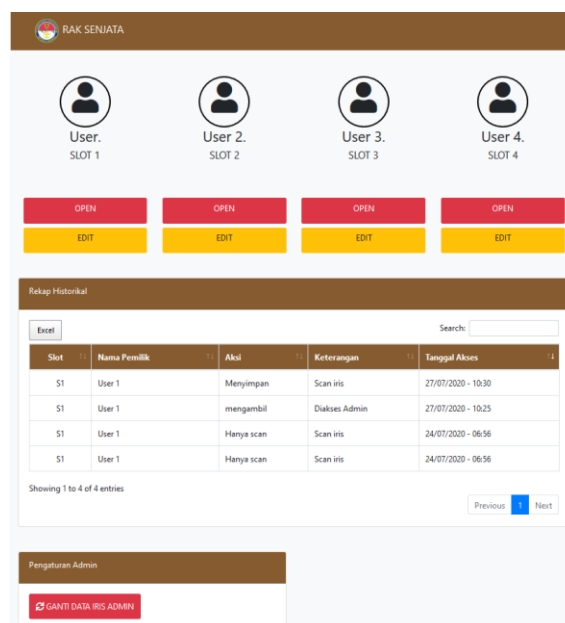 RAK SENJATA
User. User 2. User 3. User 4.
SLOT 1 SLOT 2 SLOT 3 SLOT 4
OPEN OPEN OPEN OPEN
EDIT EDIT EDIT EDIT
Rekap Historikal
Excel Search:
Slot Nama Pemilik Aksi Keterangan Tanggal Akses
S1 User 1 Menyimpan Scan iris 27/07/2020 - 10:30
S1 User 1 mengambil Diakses Admin 27/07/2020 - 10:25
S1 User 1 Hanya scan Scan iris 24/07/2020 - 06:56
S1 User 1 Hanya scan Scan iris 24/07/2020 - 06:56
Showing 1 to 4 of 4 entries
Previous 1 Next
Pengaturan Admin
GANTI DATA IRIS ADMIN